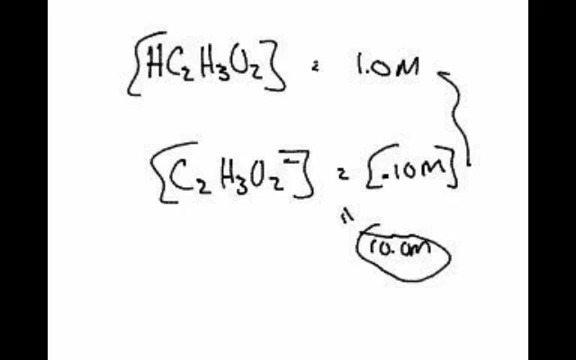 [HC₂H₃O₂] = 1.0M
[C₂H₃O₂⁻] = [.10M]
" 10.0M